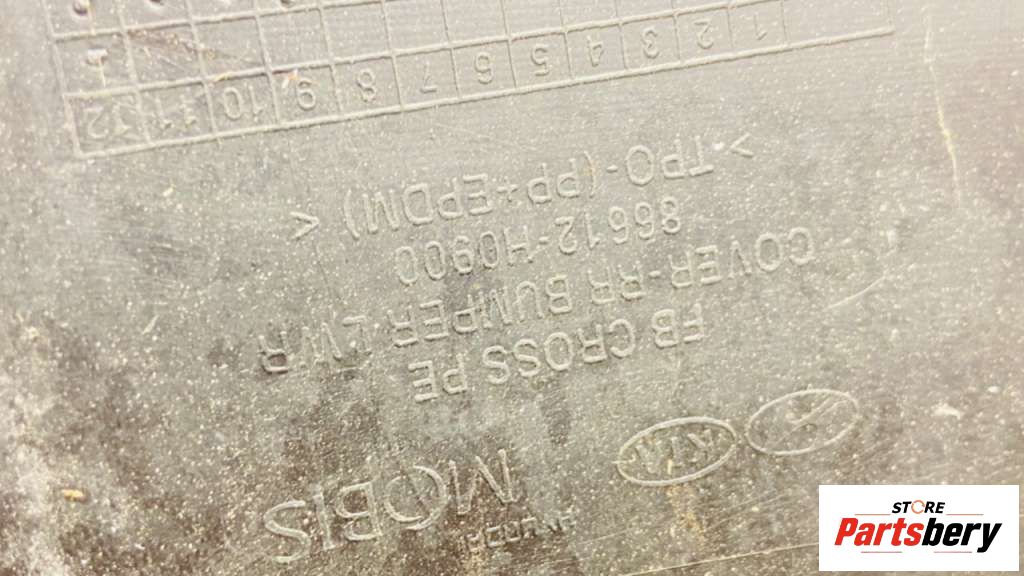 MOBIS
KIA
FB CROSS PE
COVER-RR BUMPER LWR
86612-H0900
> TPO-(PP+EPDM) <
1 2 3 4 5 6 7 8 9 10 11 12
STORE
Partsbery